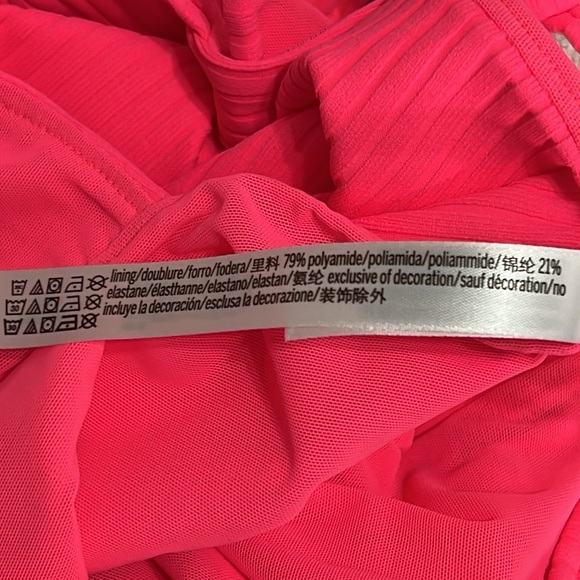 lining/doublure/forro/fodera/里料 79% polyamide/poliamida/poliammide/锦纶 21%
elastane/élasthanne/elastano/elastan/氨纶 exclusive of decoration/sauf décoration/no
incluye la decoración/esclusa la decorazione/装饰除外